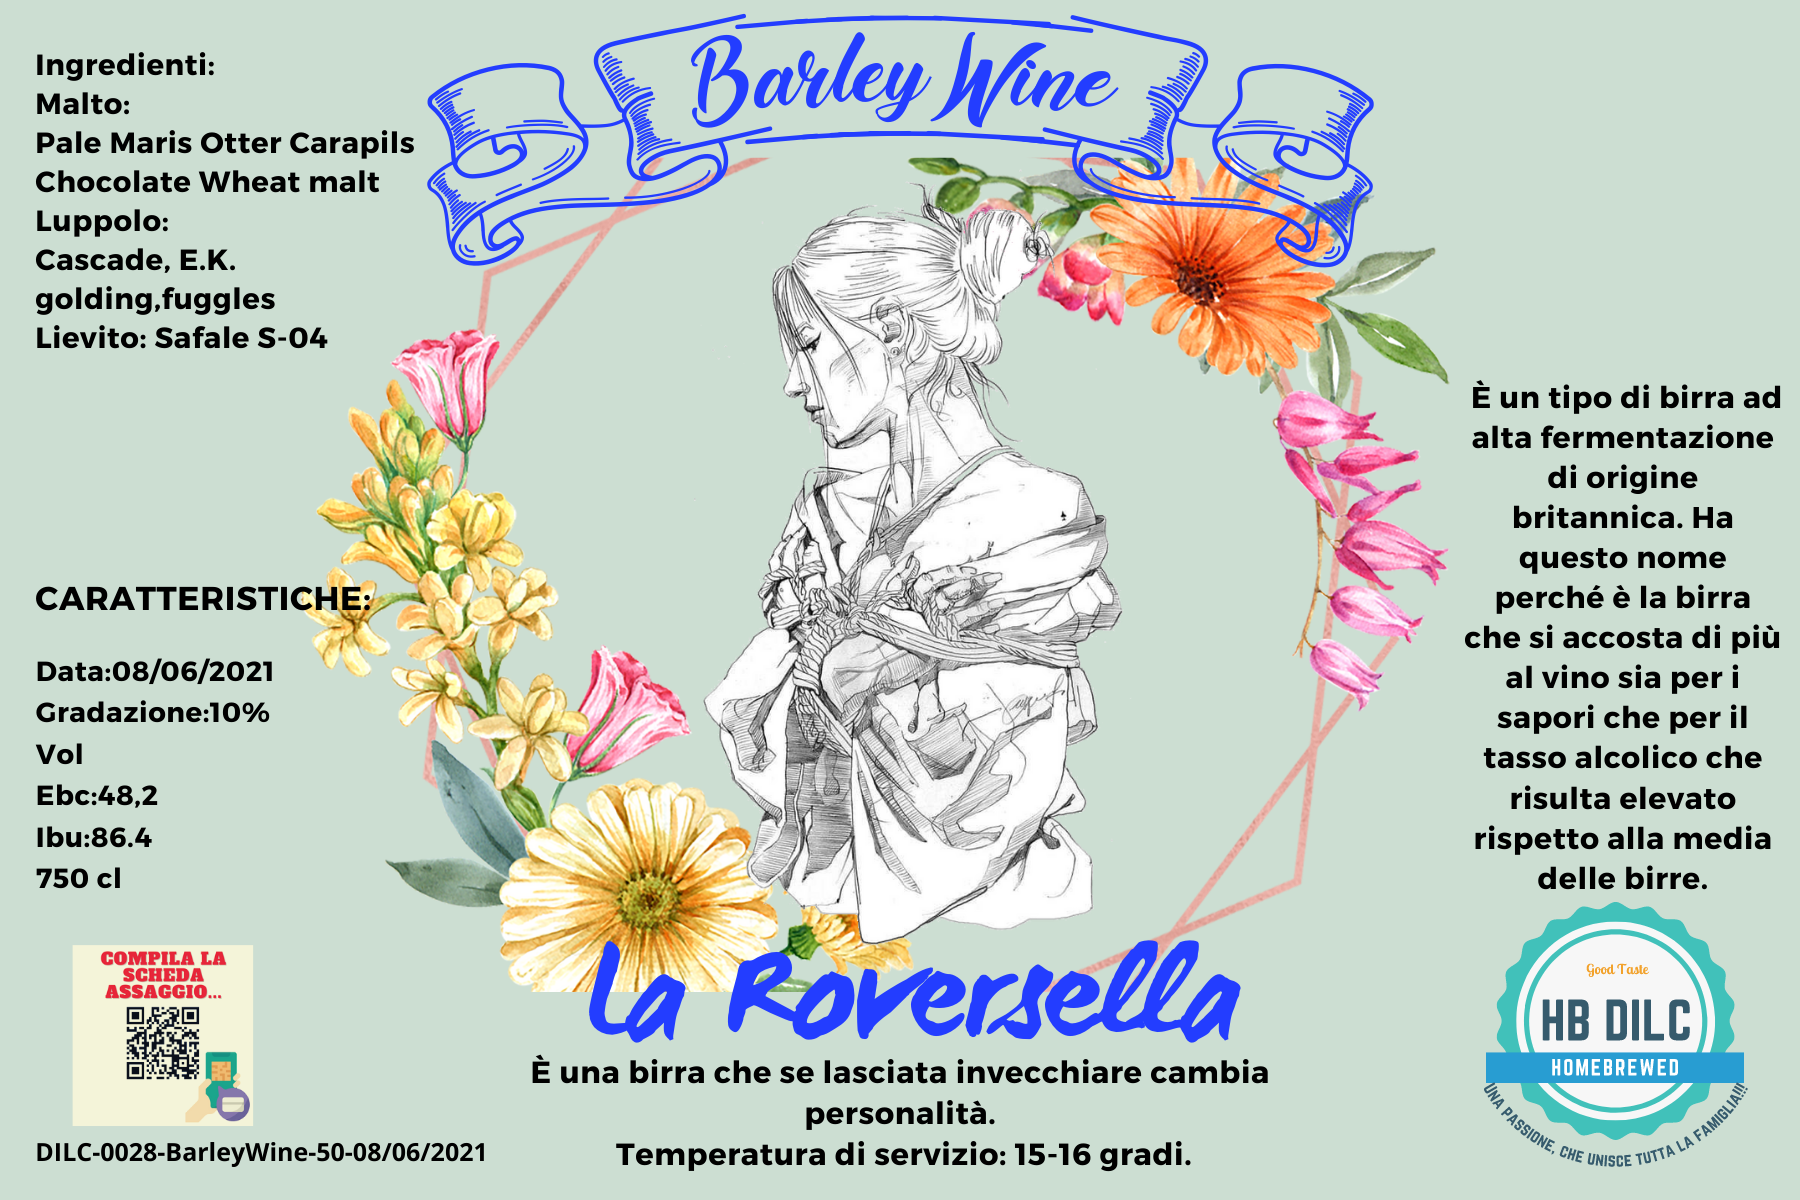 Barley Wine
Ingredienti:
Malto:
Pale Maris Otter Carapils
Chocolate Wheat malt
Luppolo:
Cascade, E.K.
golding,fuggles
Lievito: Safale S-04
CARATTERISTICHE:
Data:08/06/2021
Gradazione:10%
Vol
Ebc:48,2
Ibu:86.4
750 cl
COMPILA LA
SCHEDA
ASSAGGIO...
DILC-0028-BarleyWine-50-08/06/2021
La Roversella
È una birra che se lasciata invecchiare cambia
personalità.
Temperatura di servizio: 15-16 gradi.
È un tipo di birra ad
alta fermentazione
di origine
britannica. Ha
questo nome
perché è la birra
che si accosta di più
al vino sia per i
sapori che per il
tasso alcolico che
risulta elevato
rispetto alla media
delle birre.
Good Taste
HB DILC
HOMEBREWED
UNA PASSIONE, CHE UNISCE TUTTA LA FAMIGLIA!!!